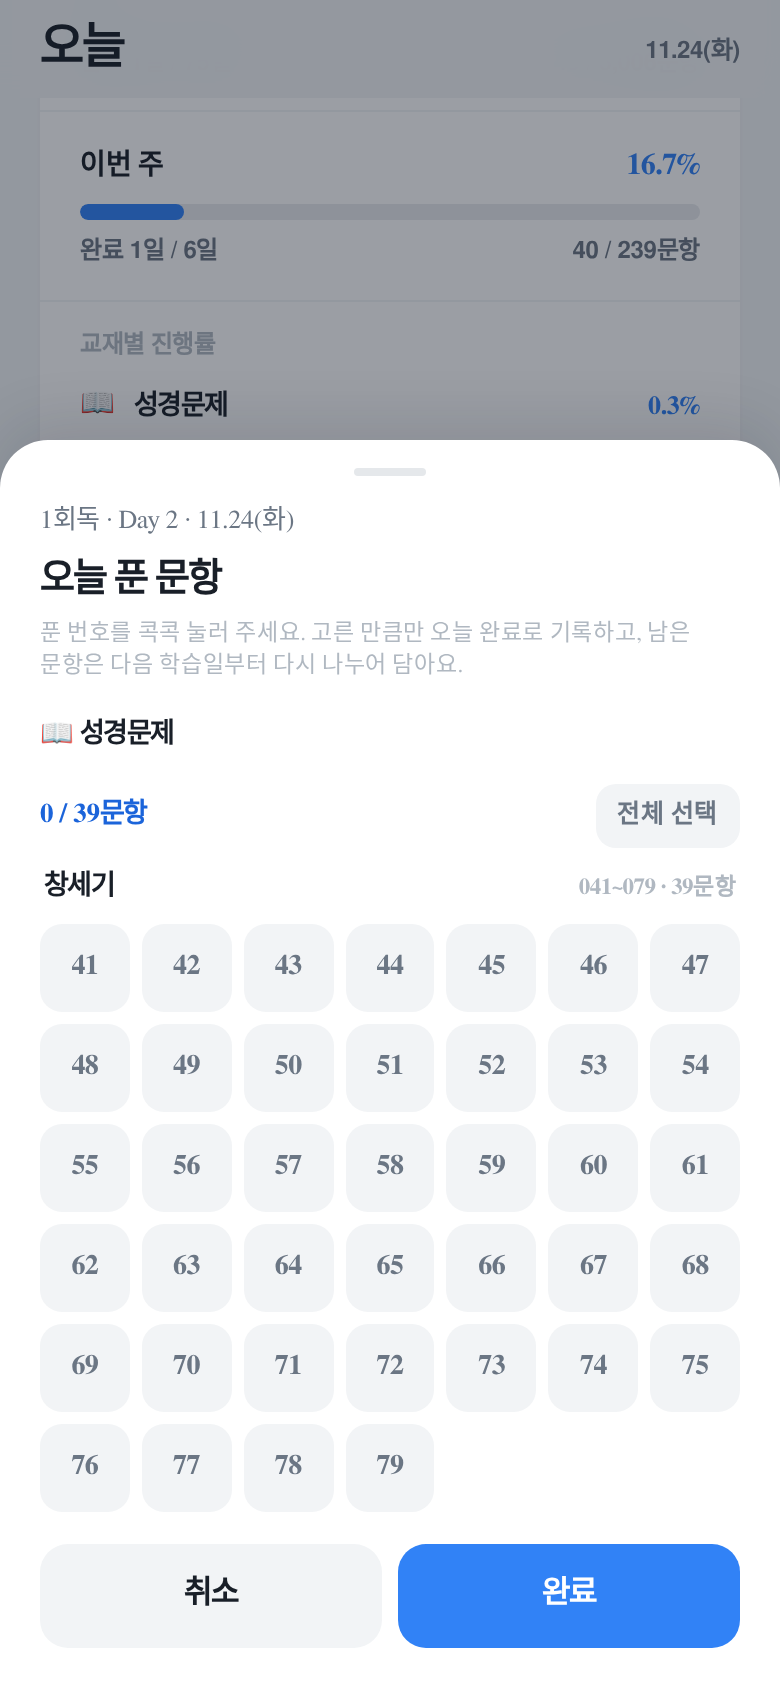 오늘
11.24(화)
이번 주
16.7%
완료 1일 / 6일
40 / 239문항
교재별 진행률
성경문제
0.3%
1회독 · Day 2 · 11.24(화)
오늘 푼 문항
푼 번호를 콕콕 눌러 주세요. 고른 만큼만 오늘 완료로 기록하고, 남은
문항은 다음 학습일부터 다시 나누어 담아요.
성경문제
0 / 39문항
전체 선택
창세기
041~079 · 39문항
41 42 43 44 45 46 47
48 49 50 51 52 53 54
55 56 57 58 59 60 61
62 63 64 65 66 67 68
69 70 71 72 73 74 75
76 77 78 79
취소
완료